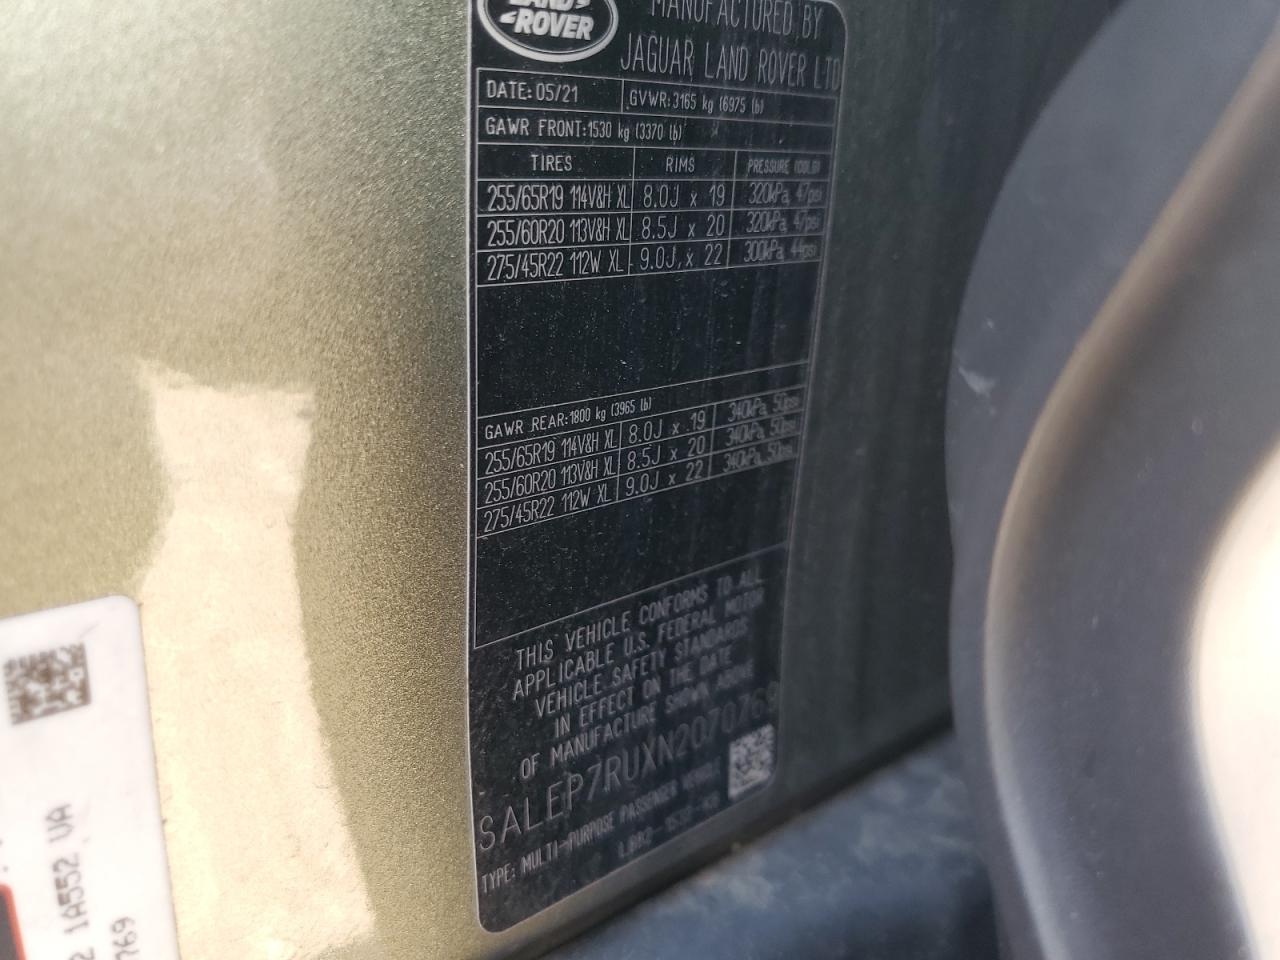 LAND
ROVER
MANUFACTURED BY
JAGUAR LAND ROVER LTD
DATE: 05/21 GVWR: 3165 kg (6975 lb)
GAWR FRONT: 1530 kg (3370 lb)
TIRES RIMS PRESSURE (COLD)
255/65R19 114V&H XL 8.0J x 19 320kPa, 47psi
255/60R20 113V&H XL 8.5J x 20 320kPa, 47psi
275/45R22 112W XL 9.0J x 22 300kPa, 44psi
GAWR REAR: 1800 kg (3965 lb)
255/65R19 114V&H XL 8.0J x 19 340kPa, 50psi
255/60R20 113V&H XL 8.5J x 20 340kPa, 50psi
275/45R22 112W XL 9.0J x 22 340kPa, 50psi
THIS VEHICLE CONFORMS TO ALL
APPLICABLE U.S. FEDERAL MOTOR
VEHICLE SAFETY STANDARDS
IN EFFECT ON THE DATE
OF MANUFACTURE SHOWN ABOVE
SALEP7RUXN2070769
TYPE: MULTI-PURPOSE PASSENGER VEHICLE
2 1A552 UA
769